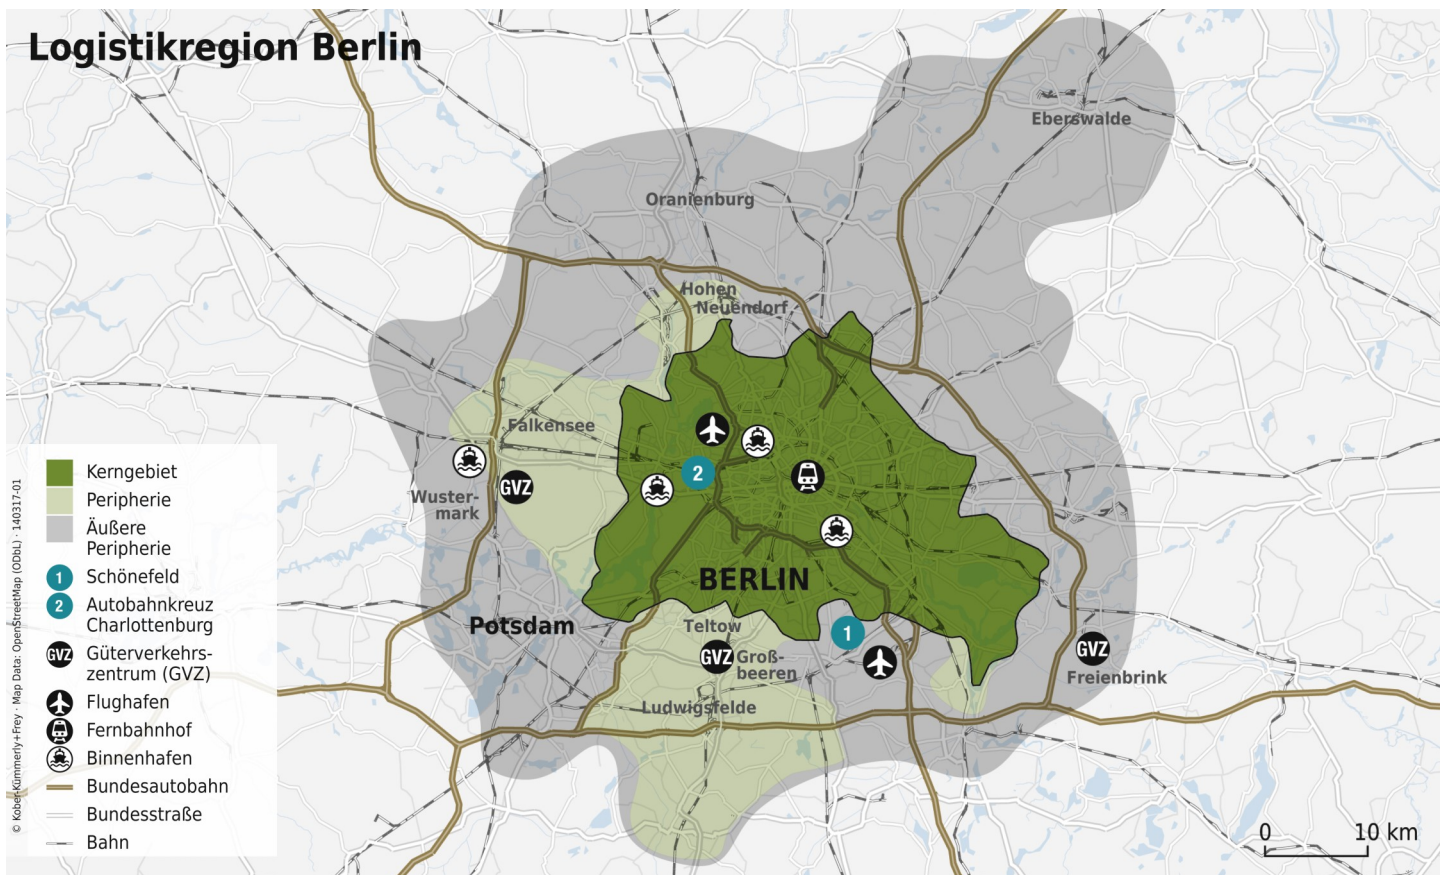 Logistikregion Berlin
Eberswalde
Oranienburg
Hohen
Neuendorf
Falkensee
Wuster-
mark
GVZ
2
BERLIN
Potsdam
Teltow
1
GVZ
Groß-
beeren
Ludwigsfelde
GVZ
Freienbrink
Kerngebiet
Peripherie
Äußere
Peripherie
1 Schönefeld
2 Autobahnkreuz
Charlottenburg
GVZ Güterverkehrs-
zentrum (GVZ)
Flughafen
Fernbahnhof
Binnenhafen
Bundesautobahn
Bundesstraße
Bahn
© Kober-Kümmerly+Frey · Map Data: OpenStreetMap (ODbL) · 140317-01
0 10 km